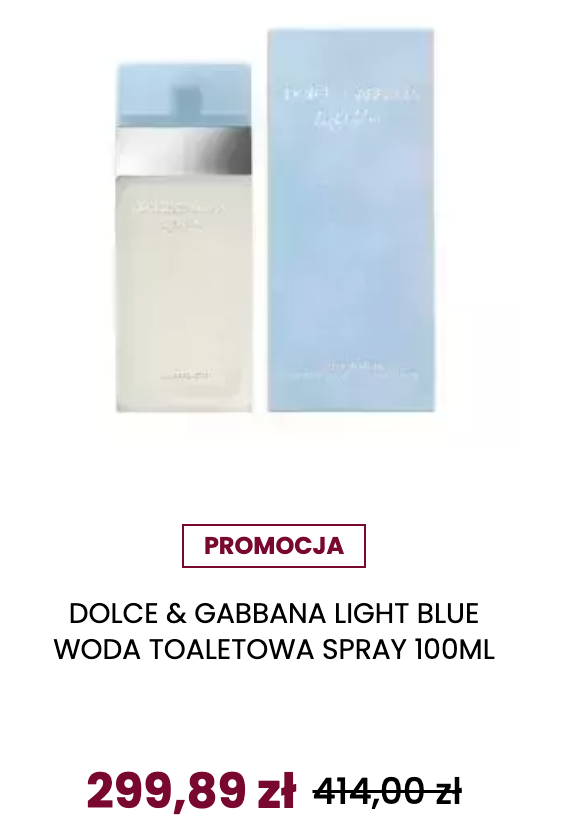 PROMOCJA
DOLCE & GABBANA LIGHT BLUE
WODA TOALETOWA SPRAY 100ML
299,89 zł 414,00 zł